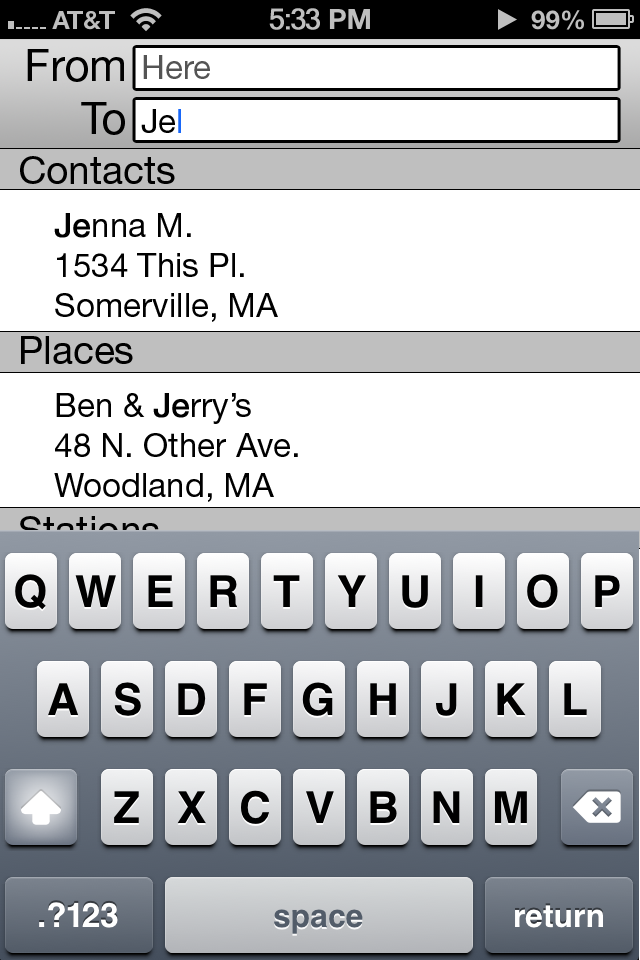 AT&T 5:33 PM 99%
From Here
To Je
Contacts
Jenna M.
1534 This Pl.
Somerville, MA
Places
Ben & Jerry’s
48 N. Other Ave.
Woodland, MA
Stations
Q W E R T Y U I O P
A S D F G H J K L
Z X C V B N M
.?123 space return